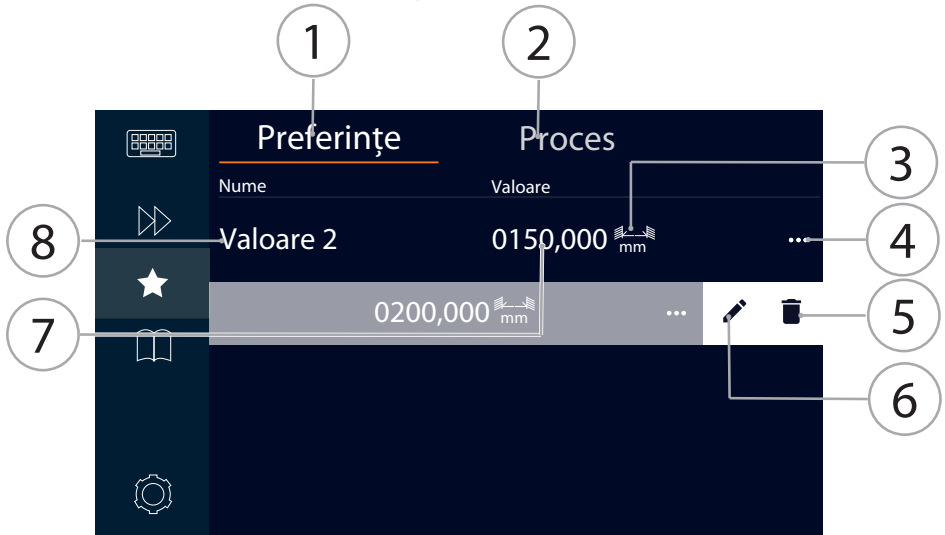 1 2
Preferințe Proces
3
Nume Valoare
8 Valoare 2 0150,000 mm ••• 4
7 0200,000 mm ••• 5
6